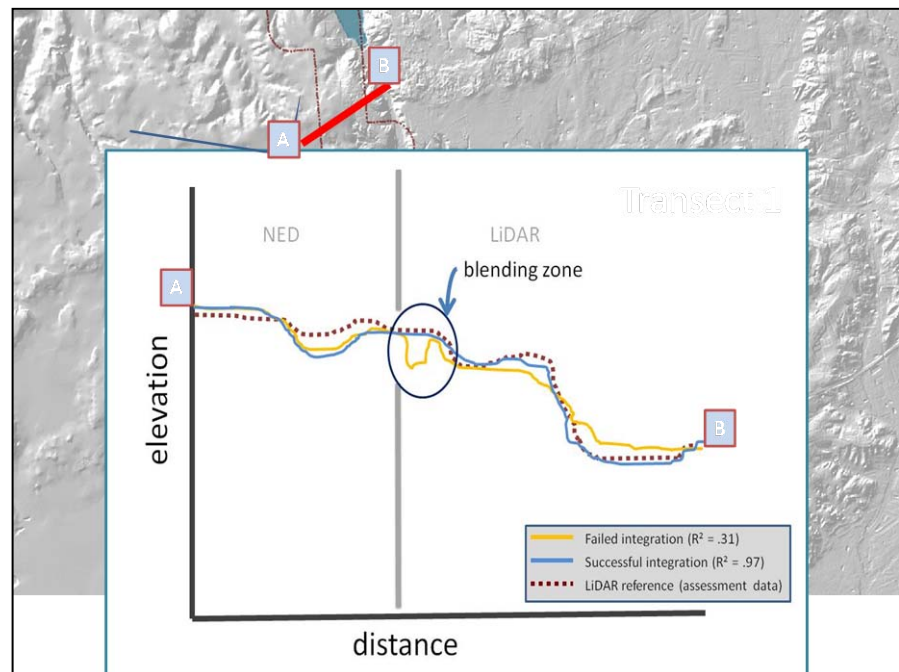 B
A
Transect 1
NED
LiDAR
blending zone
A
elevation
B
Failed integration (R² = .31)
Successful integration (R² = .97)
LiDAR reference (assessment data)
distance